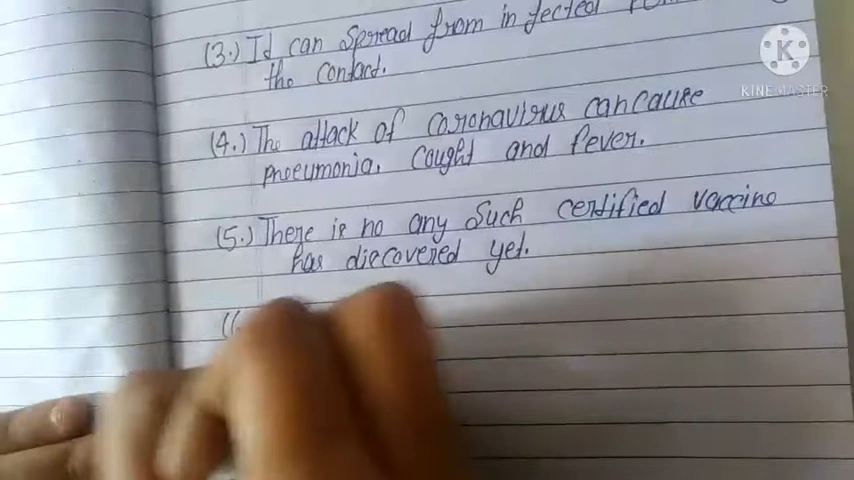 (3.) It can spread from infected
the contact.
(4.) The attack of coronavirus can cause
pneumonia, cought and fever.
(5.) There is no any such certified vaccine
has discovered yet.
(6
K
KINEMASTER